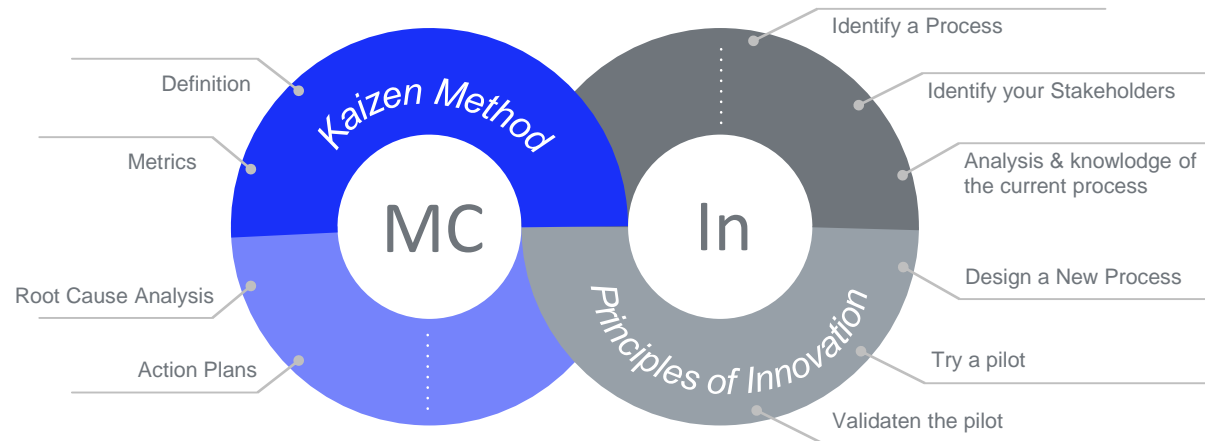 Identify a Process
Definition
Kaizen Method
Identify your Stakeholders
Metrics
Analysis & knowlodge of
the current process
MC
In
Root Cause Analysis
Design a New Process
Principles of Innovation
Action Plans
Try a pilot
Validaten the pilot